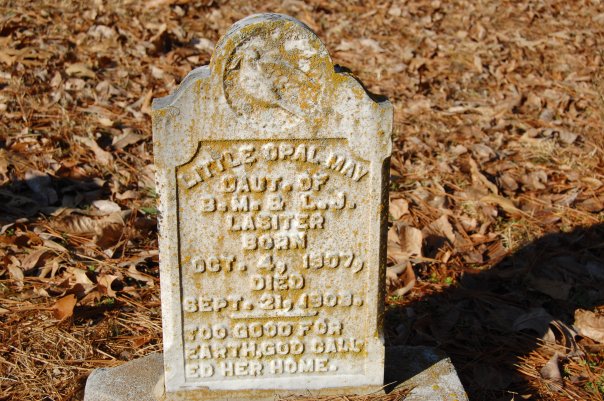 LITTLE OPAL MAY
DAUT. OF
B. M. & L. J.
LASITER
BORN
OCT. 4, 1907,
DIED
SEPT. 21, 1909.
TOO GOOD FOR
EARTH, GOD CALL
ED HER HOME.